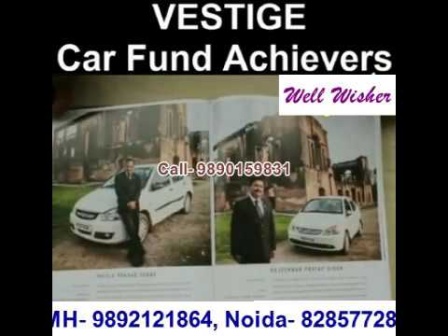 VESTIGE
Car Fund Achievers
Well Wisher
Call- 9890159831
MH- 9892121864, Noida- 82857728